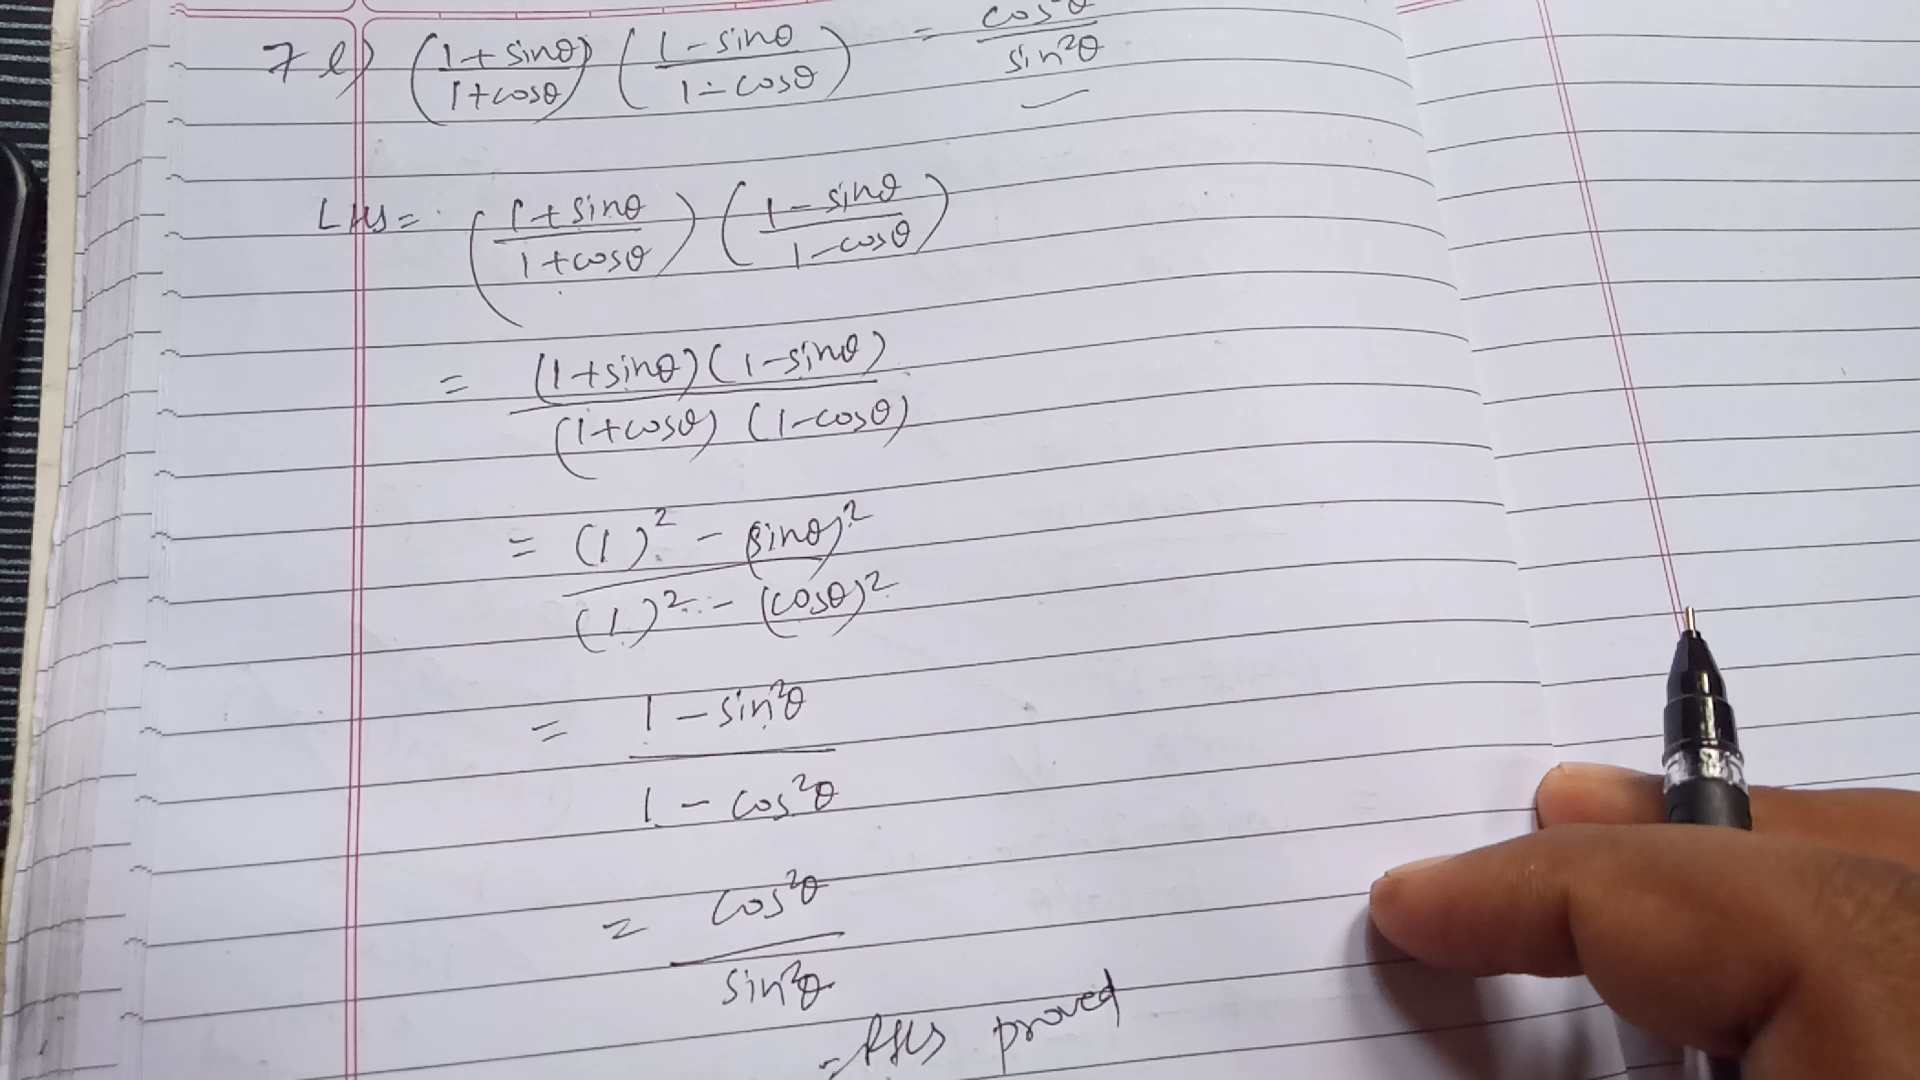 7 e) (1+sinθ / 1+cosθ) (1-sinθ / 1-cosθ) = cos²θ / sin²θ
LHS = (1+sinθ / 1+cosθ) (1-sinθ / 1-cosθ)
= (1+sinθ)(1-sinθ) / (1+cosθ)(1-cosθ)
= (1)² - (sinθ)² / (1)² - (cosθ)²
= 1 - sin²θ / 1 - cos²θ
= cos²θ / sin²θ
= RHS proved